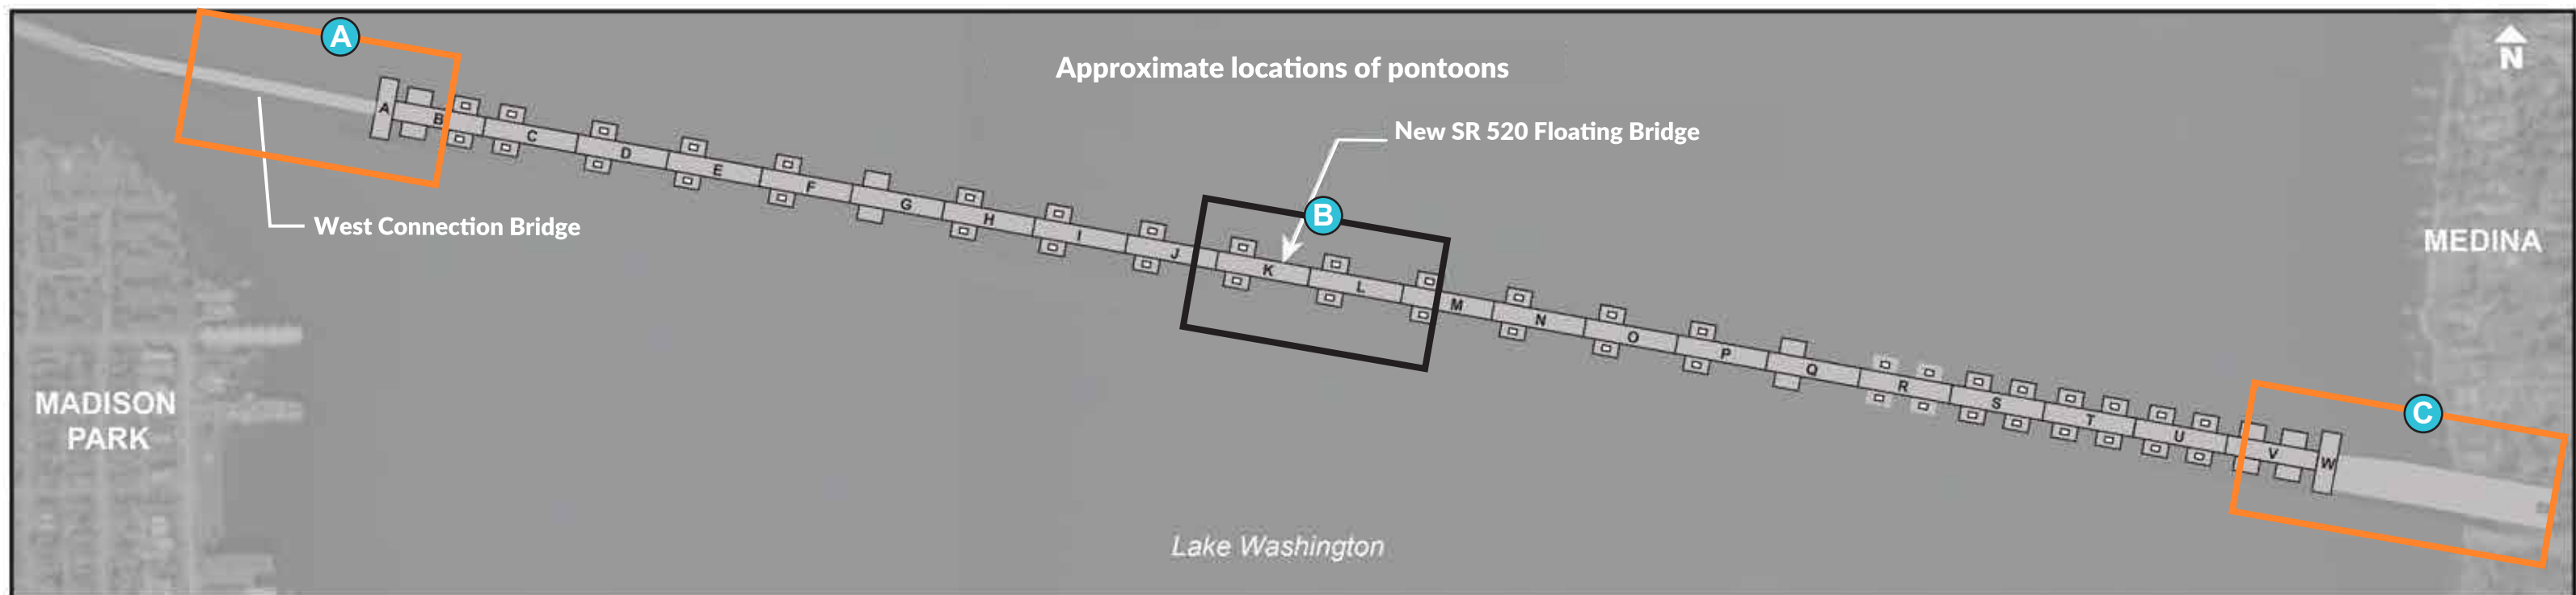 A
Approximate locations of pontoons
N
New SR 520 Floating Bridge
West Connection Bridge
B
MEDINA
MADISON
PARK
C
A
B
C
D
E
F
G
H
I
J
K
L
M
N
O
P
Q
R
S
T
U
V
W
Lake Washington